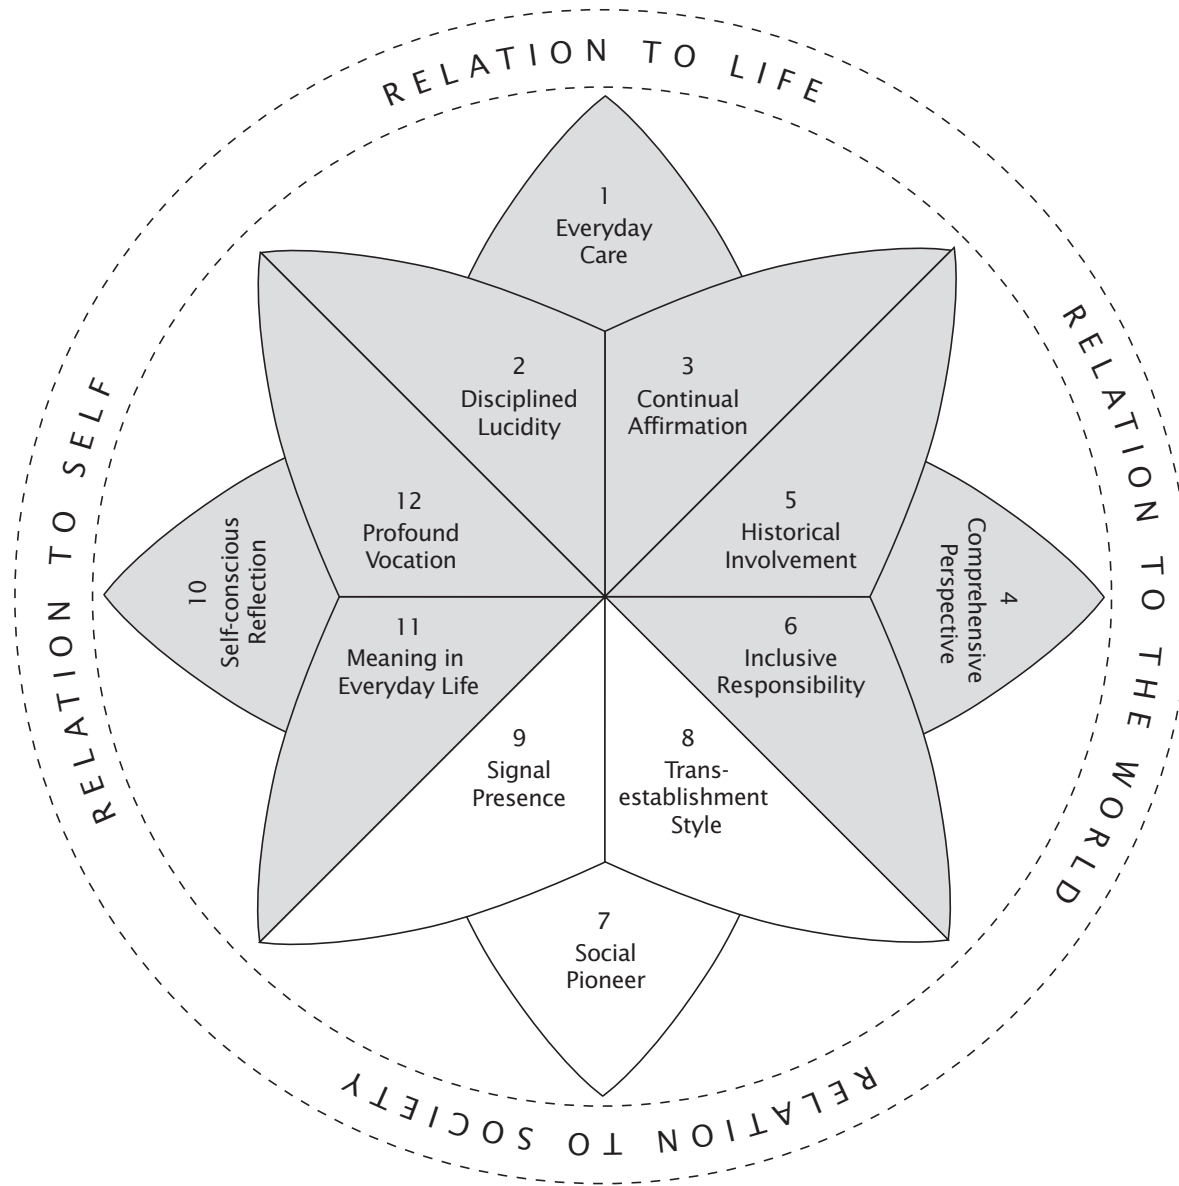 RELATION TO LIFE
1
Everyday
Care
2
Disciplined
Lucidity
3
Continual
Affirmation
RELATION TO THE WORLD
4
Comprehensive
Perspective
5
Historical
Involvement
6
Inclusive
Responsibility
RELATION TO SOCIETY
7
Social
Pioneer
8
Trans-
establishment
Style
9
Signal
Presence
RELATION TO SELF
10
Self-conscious
Reflection
11
Meaning in
Everyday Life
12
Profound
Vocation